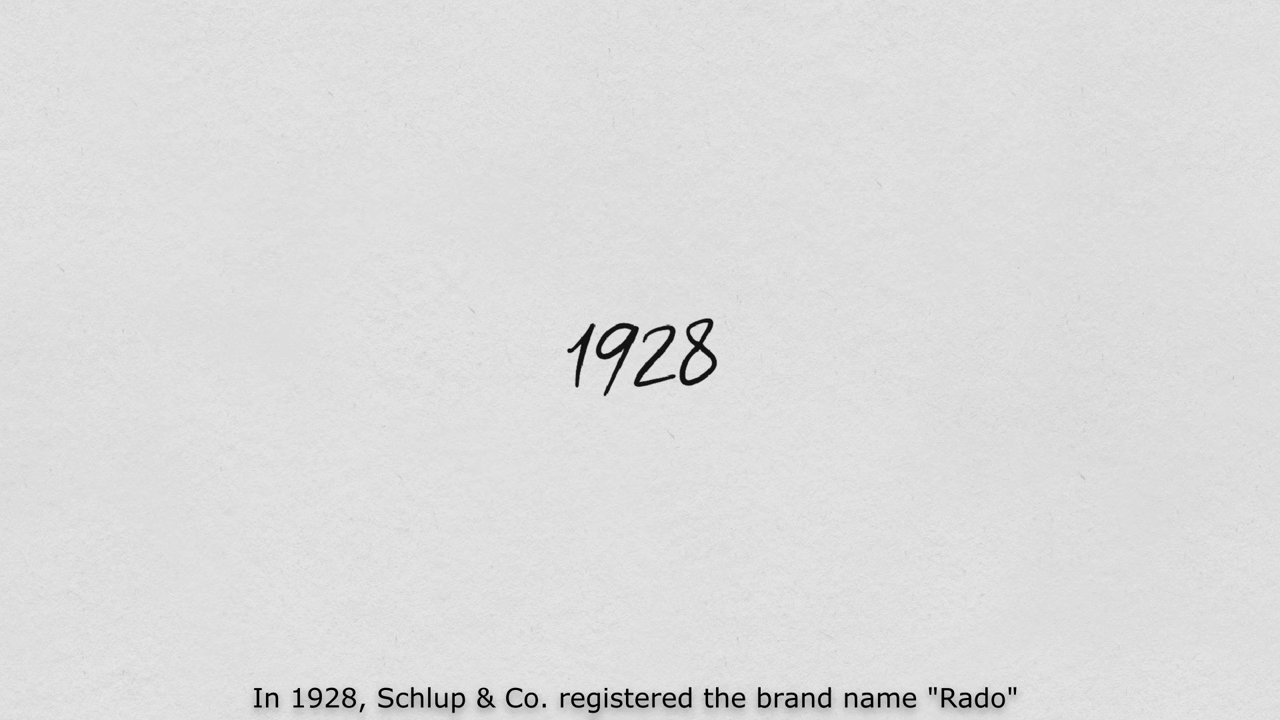 1928
In 1928, Schlup & Co. registered the brand name "Rado"